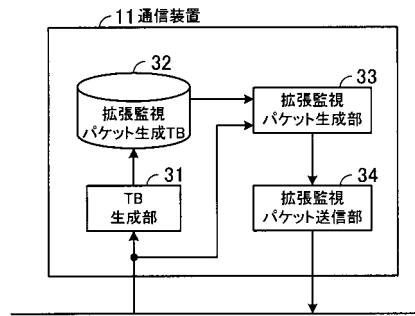 11 通信装置
32
拡張監視
パケット生成TB
33
拡張監視
パケット生成部
31
TB
生成部
34
拡張監視
パケット送信部